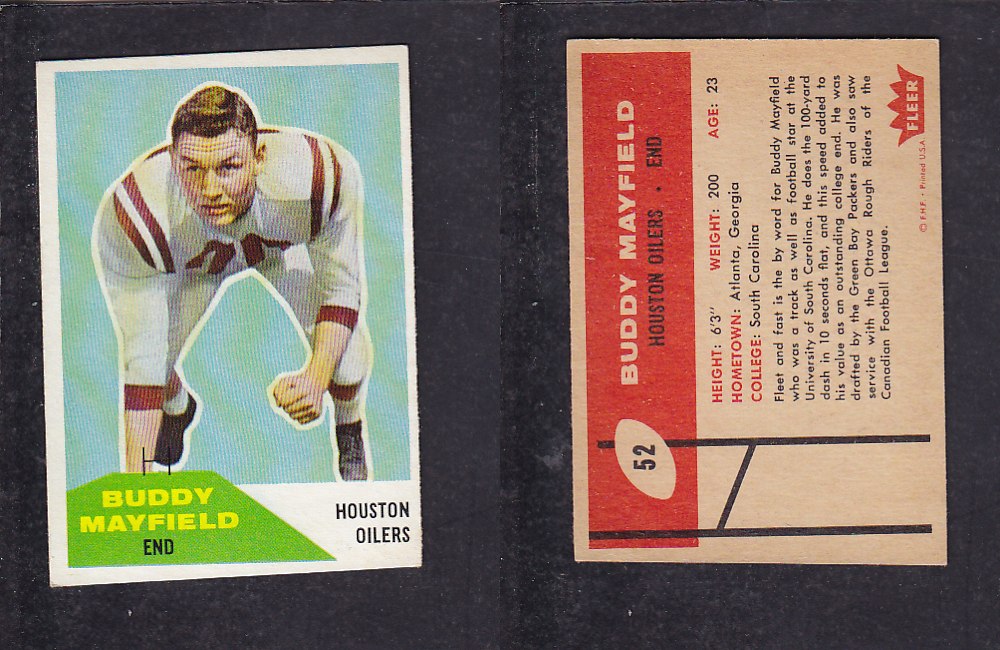 BUDDY
MAYFIELD
END
HOUSTON
OILERS
52
BUDDY MAYFIELD
HOUSTON OILERS • END
HEIGHT: 6'3" WEIGHT: 200 AGE: 23
HOMETOWN: Atlanta, Georgia
COLLEGE: South Carolina
Fleet and fast is the by word for Buddy Mayfield
who was a track as well as football star at the
University of South Carolina. He does the 100-yard
dash in 10 seconds flat, and this speed added to
his value as an outstanding college end. He was
drafted by the Green Bay Packers and also saw
service with the Ottawa Rough Riders of the
Canadian Football League.
FLEER
© F.H.F. • Printed U.S.A.